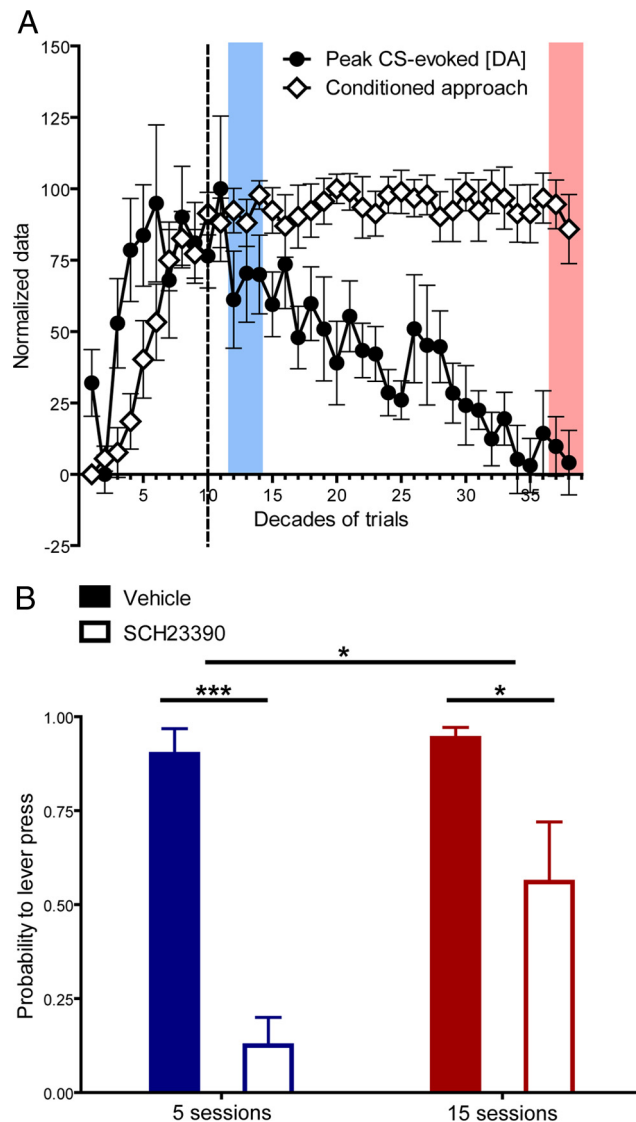 A
150
125
100
75
50
25
0
-25
Normalized data
Peak CS-evoked [DA]
Conditioned approach
5 10 15 20 25 30 35
Decades of trials
B
Vehicle
SCH23390
*
*** *
1.00
0.75
0.50
0.25
0.00
Probability to lever press
5 sessions 15 sessions